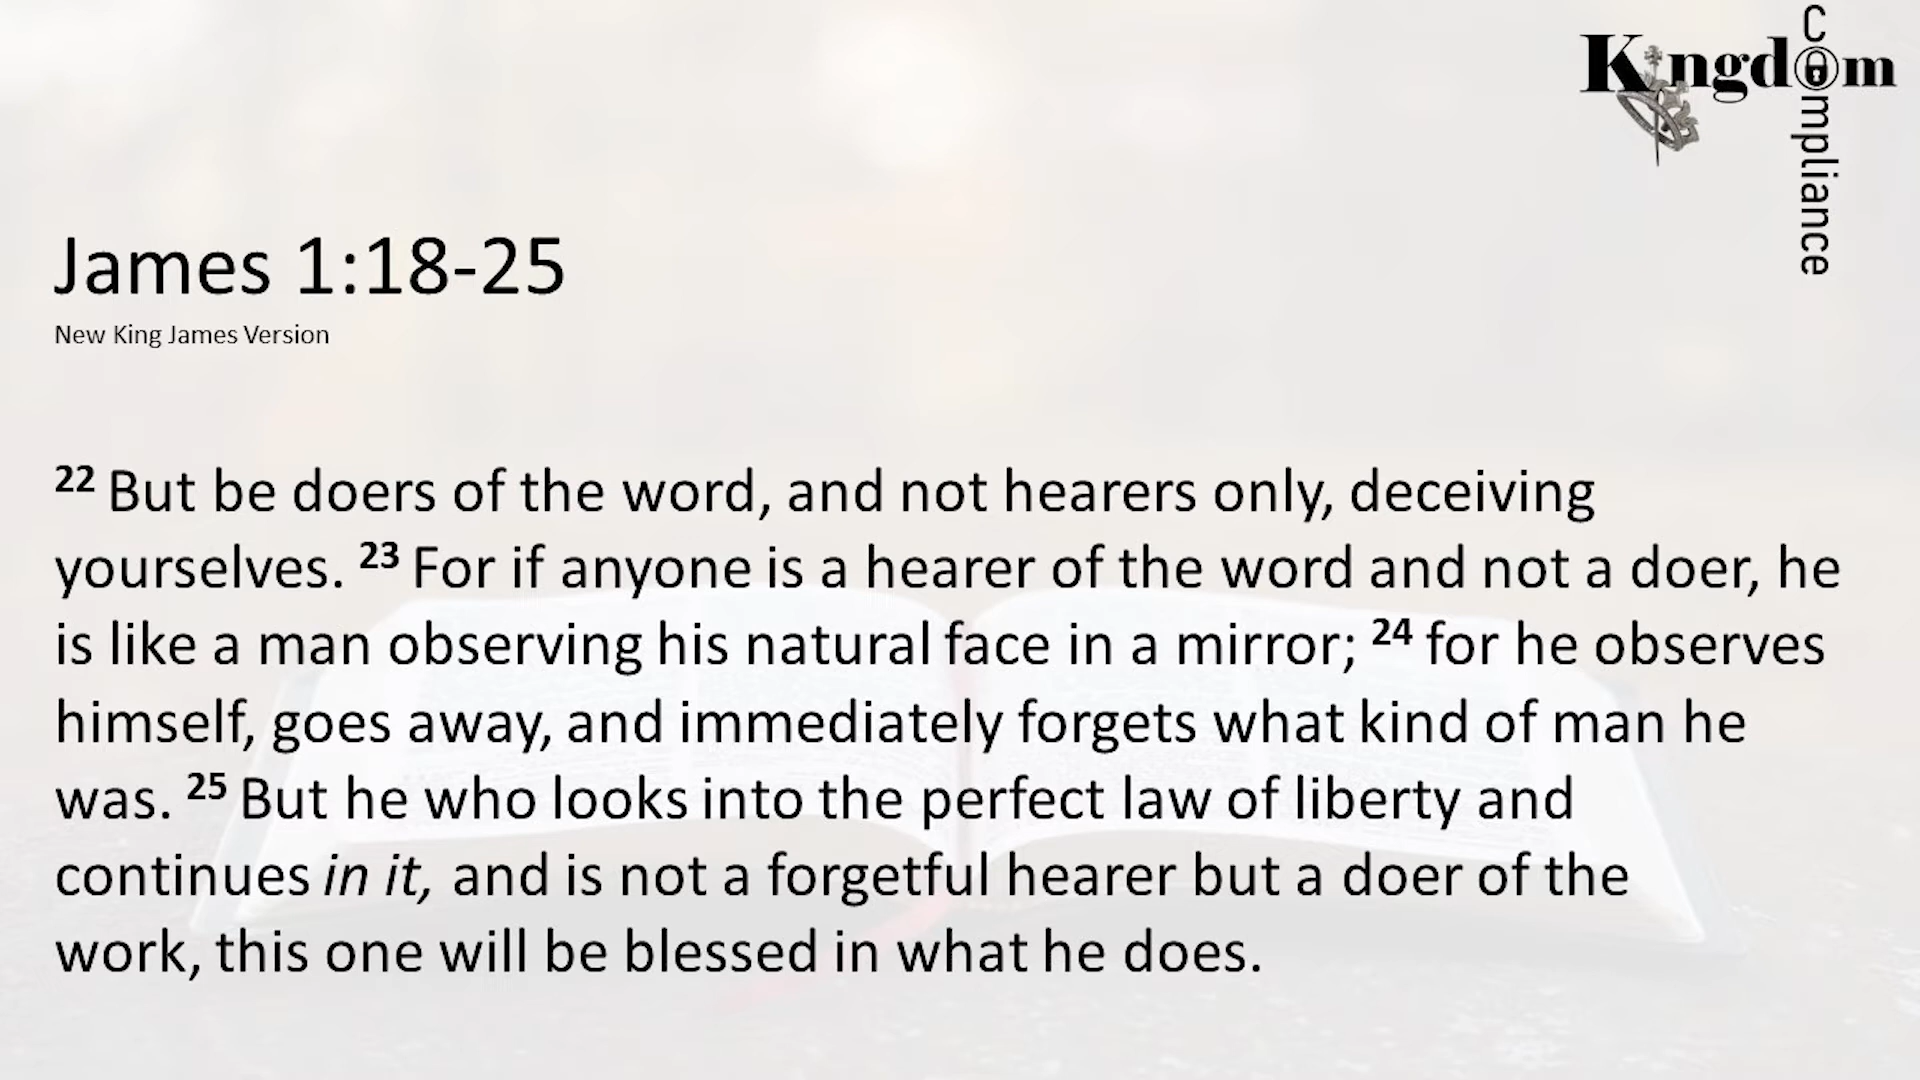 Kingdom
Compliance
James 1:18-25
New King James Version
22 But be doers of the word, and not hearers only, deceiving
yourselves. 23 For if anyone is a hearer of the word and not a doer, he
is like a man observing his natural face in a mirror; 24 for he observes
himself, goes away, and immediately forgets what kind of man he
was. 25 But he who looks into the perfect law of liberty and
continues in it, and is not a forgetful hearer but a doer of the
work, this one will be blessed in what he does.